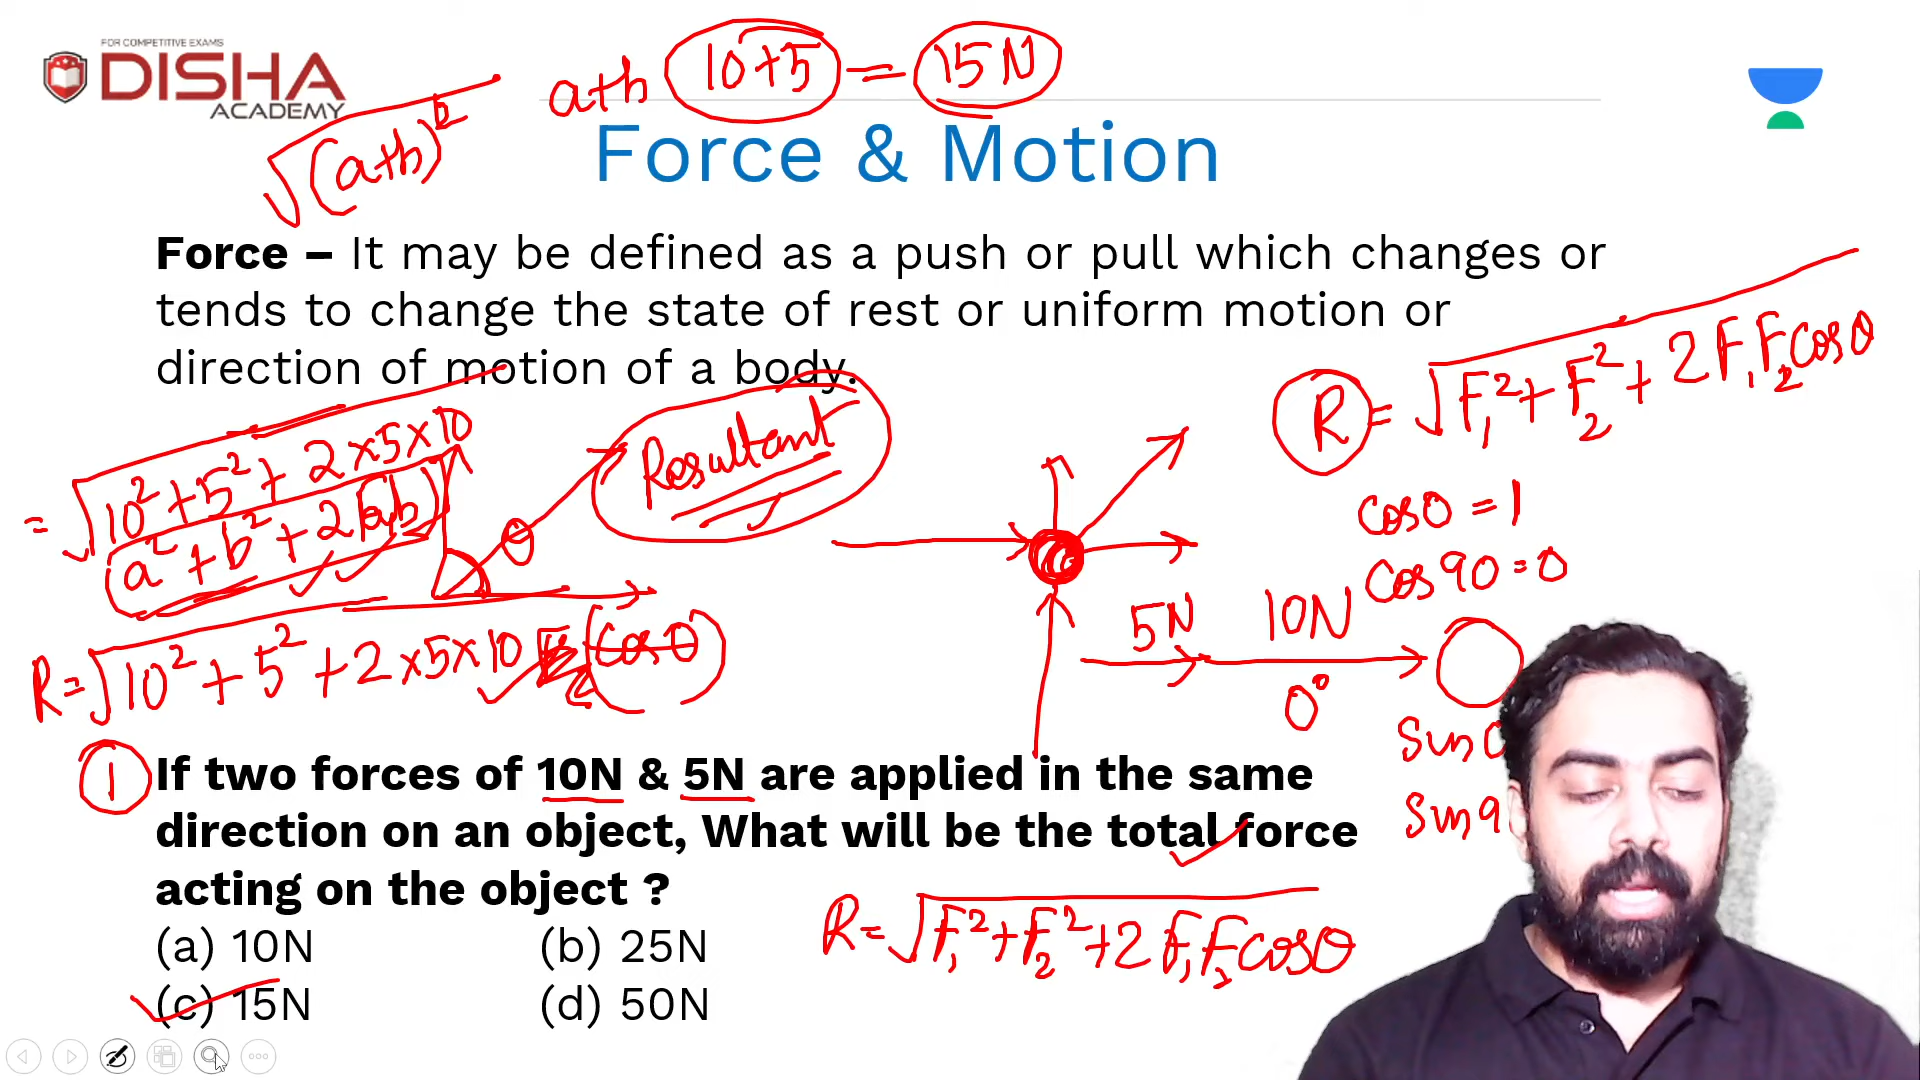 FOR COMPETITIVE EXAMS
DISHA
ACADEMY
a+b 10+5 = 15N
√(a+b)²
Force & Motion
Force – It may be defined as a push or pull which changes or
tends to change the state of rest or uniform motion or
direction of motion of a body.
R = √F₁² + F₂² + 2F₁F₂cosθ
Resultant
= √10² + 5² + 2×5×10
a² + b² + 2(a,b)
θ
cos0 = 1
cos90 = 0
5N 10N
0°
R = √10² + 5² + 2×5×10 (cos0)
1
If two forces of 10N & 5N are applied in the same
direction on an object, What will be the total force
acting on the object ?
(a) 10N (b) 25N
(c) 15N (d) 50N
R = √F₁² + F₂² + 2F₁F₂cosθ